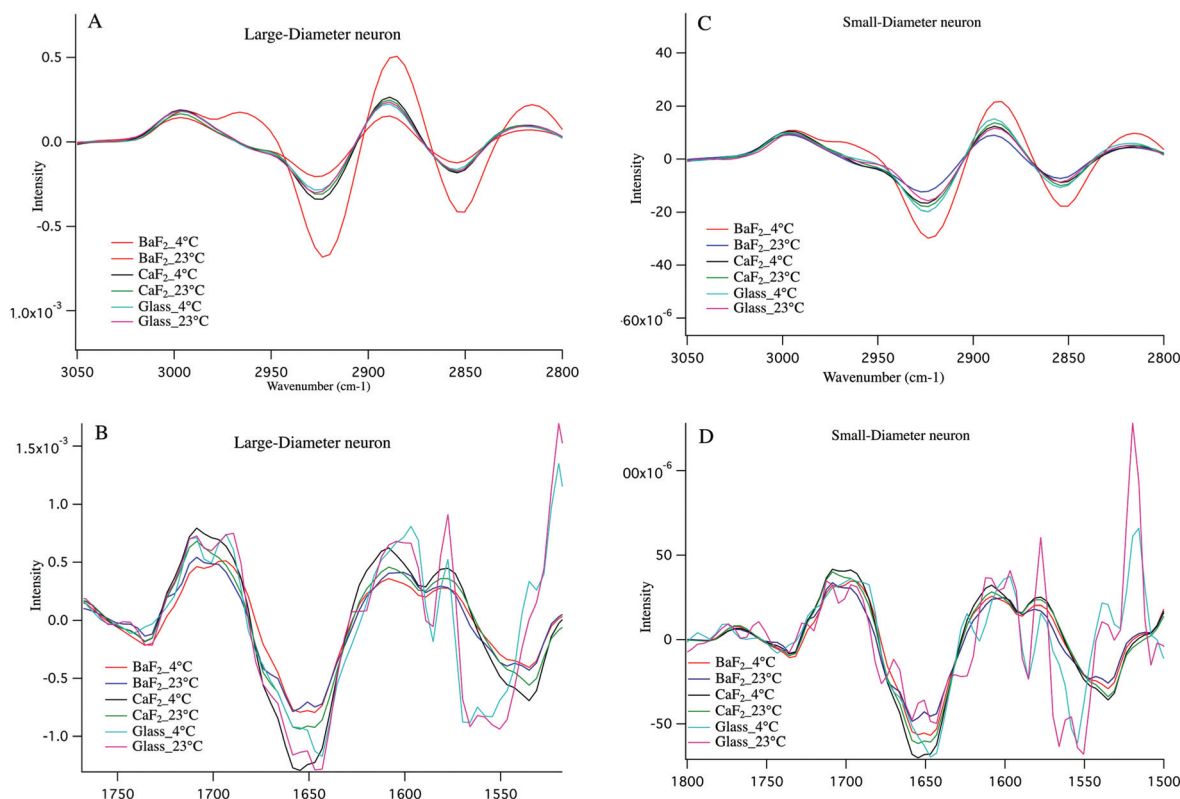 A
Large-Diameter neuron
0.5
0.0
-0.5
1.0x10-3
Intensity
BaF2_4°C
BaF2_23°C
CaF2_4°C
CaF2_23°C
Glass_4°C
Glass_23°C
3050
3000
2950
2900
2850
2800
Wavenumber (cm-1)
C
Small-Diameter neuron
40
20
0
-20
-40
-60x10-6
Intensity
BaF2_4°C
BaF2_23°C
CaF2_4°C
CaF2_23°C
Glass_4°C
Glass_23°C
3050
3000
2950
2900
2850
2800
Wavenumber (cm-1)
B
Large-Diameter neuron
1.5x10-3
1.0
0.5
0.0
-0.5
-1.0
Intensity
BaF2_4°C
BaF2_23°C
CaF2_4°C
CaF2_23°C
Glass_4°C
Glass_23°C
1750
1700
1650
1600
1550
D
Small-Diameter neuron
00x10-6
50
0
-50
Intensity
BaF2_4°C
BaF2_23°C
CaF2_4°C
CaF2_23°C
Glass_4°C
Glass_23°C
1800
1750
1700
1650
1600
1550
1500